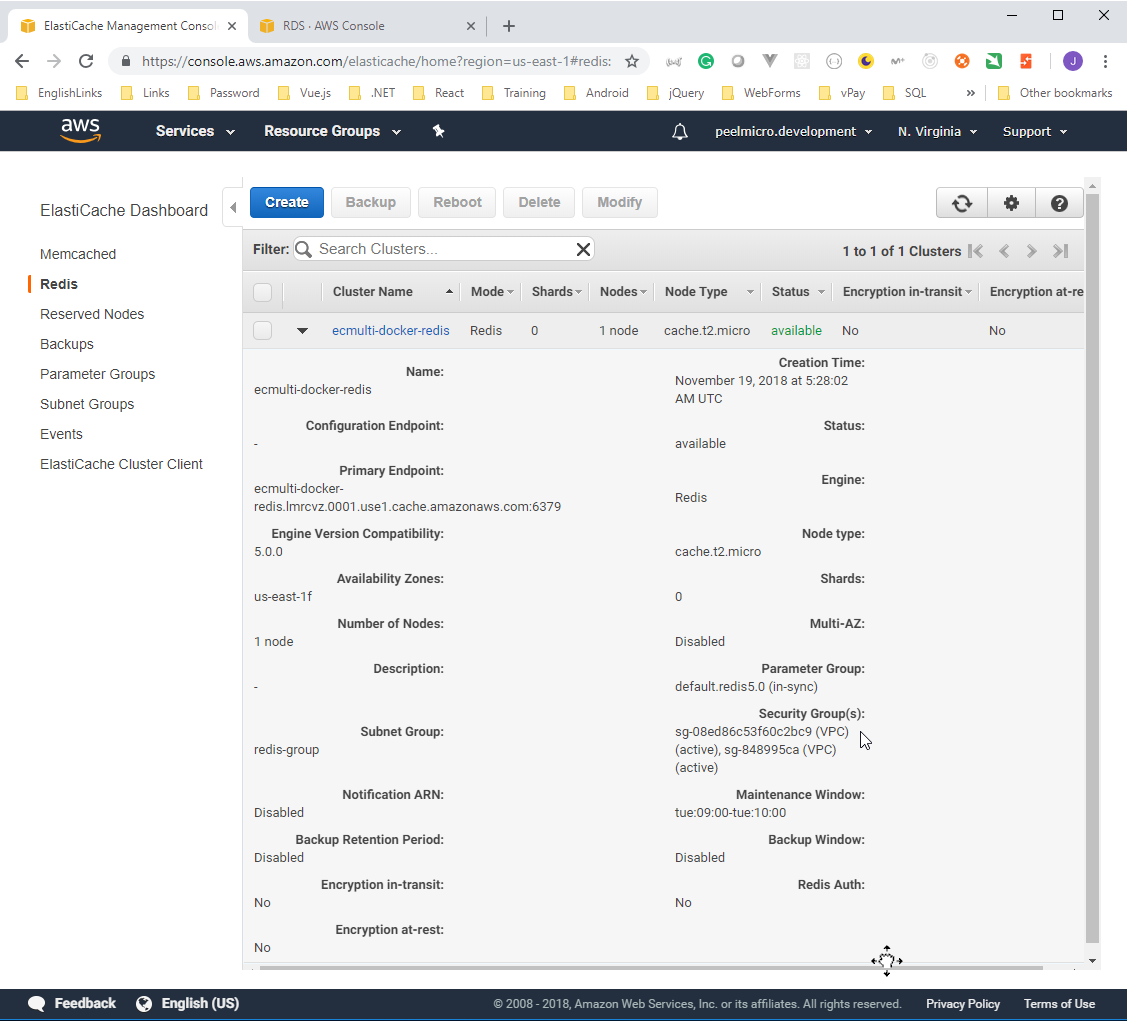 ElastiCache Management Consol
RDS · AWS Console
https://console.aws.amazon.com/elasticache/home?region=us-east-1#redis:
EnglishLinks
Links
Password
Vue.js
.NET
React
Training
Android
jQuery
WebForms
vPay
SQL
»
Other bookmarks
aws
Services
Resource Groups
peelmicro.development
N. Virginia
Support
ElastiCache Dashboard
Memcached
Redis
Reserved Nodes
Backups
Parameter Groups
Subnet Groups
Events
ElastiCache Cluster Client
Create
Backup
Reboot
Delete
Modify
Filter:
Search Clusters...
1 to 1 of 1 Clusters
Cluster Name
Mode
Shards
Nodes
Node Type
Status
Encryption in-transit
Encryption at-re
ecmulti-docker-redis
Redis
0
1 node
cache.t2.micro
available
No
No
Name:
ecmulti-docker-redis
Creation Time:
November 19, 2018 at 5:28:02
AM UTC
Configuration Endpoint:
-
Status:
available
Primary Endpoint:
ecmulti-docker-
redis.lmrcvz.0001.use1.cache.amazonaws.com:6379
Engine:
Redis
Engine Version Compatibility:
5.0.0
Node type:
cache.t2.micro
Availability Zones:
us-east-1f
Shards:
0
Number of Nodes:
1 node
Multi-AZ:
Disabled
Description:
-
Parameter Group:
default.redis5.0 (in-sync)
Subnet Group:
redis-group
Security Group(s):
sg-08ed86c53f60c2bc9 (VPC)
(active), sg-848995ca (VPC)
(active)
Notification ARN:
Disabled
Maintenance Window:
tue:09:00-tue:10:00
Backup Retention Period:
Disabled
Backup Window:
Disabled
Encryption in-transit:
No
Redis Auth:
No
Encryption at-rest:
No
Feedback
English (US)
© 2008 - 2018, Amazon Web Services, Inc. or its affiliates. All rights reserved.
Privacy Policy
Terms of Use